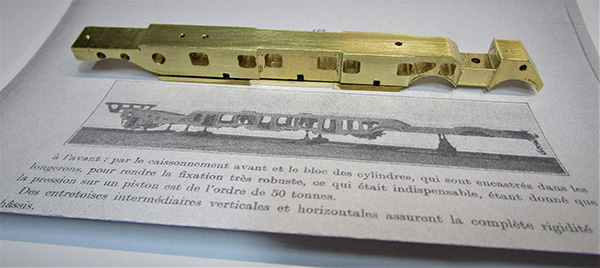 à l'avant : par le caissonnement avant et le bloc des cylindres, qui sont encastrés dans les
longerons, pour rendre la fixation très robuste, ce qui était indispensable, étant donné que
la pression sur un piston est de l'ordre de 50 tonnes.
Des entretoises intermédiaires verticales et horizontales assurent la complète rigidité
châssis.